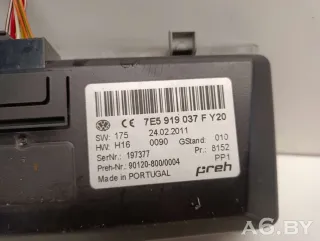 CE 7E5 919 037 F Y20
SW: 175 24.02.2011
HW: H16 0090 GStand: 010
SerNr.: 197377 Pr.: 8152
Preh-Nr.: 90120-800/0004 PP1
Made in PORTUGAL preh
AV.BY